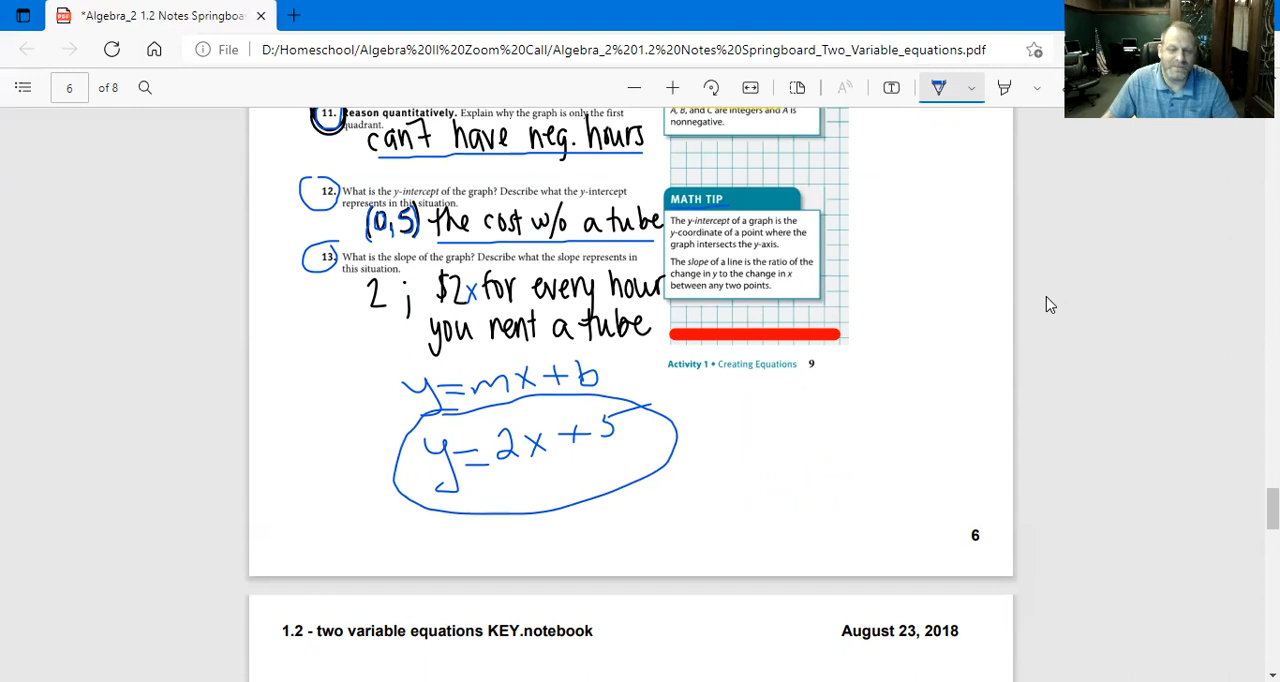 *Algebra_2 1.2 Notes Springboa
File D:/Homeschool/Algebra%20II%20Zoom%20Call/Algebra_2%201.2%20Notes%20Springboard_Two_Variable_equations.pdf
6 of 8
11. Reason quantitatively. Explain why the graph is only the first
quadrant.
can't have neg. hours
A, B, and C are integers and A is
nonnegative.
12. What is the y-intercept of the graph? Describe what the y-intercept
represents in this situation.
(0,5) the cost w/o a tube
13. What is the slope of the graph? Describe what the slope represents in
this situation.
2 ; $2x for every hour
you rent a tube
MATH TIP
The y-intercept of a graph is the
y-coordinate of a point where the
graph intersects the y-axis.
The slope of a line is the ratio of the
change in y to the change in x
between any two points.
Activity 1 • Creating Equations 9
y=mx+b
y=2x+5
6
1.2 - two variable equations KEY.notebook August 23, 2018